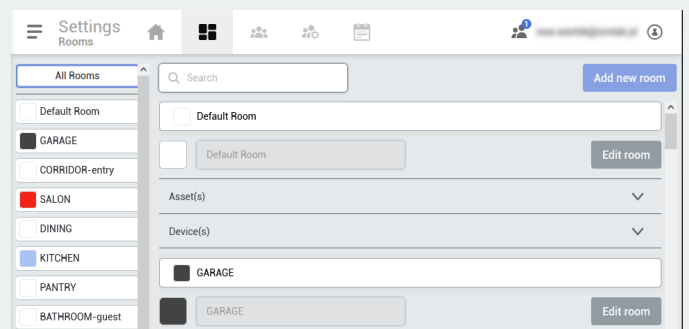 Settings
Rooms
1
All Rooms
Search
Add new room
Default Room
GARAGE
CORRIDOR-entry
SALON
DINING
KITCHEN
PANTRY
BATHROOM-guest
Default Room
Default Room
Edit room
Asset(s)
Device(s)
GARAGE
GARAGE
Edit room